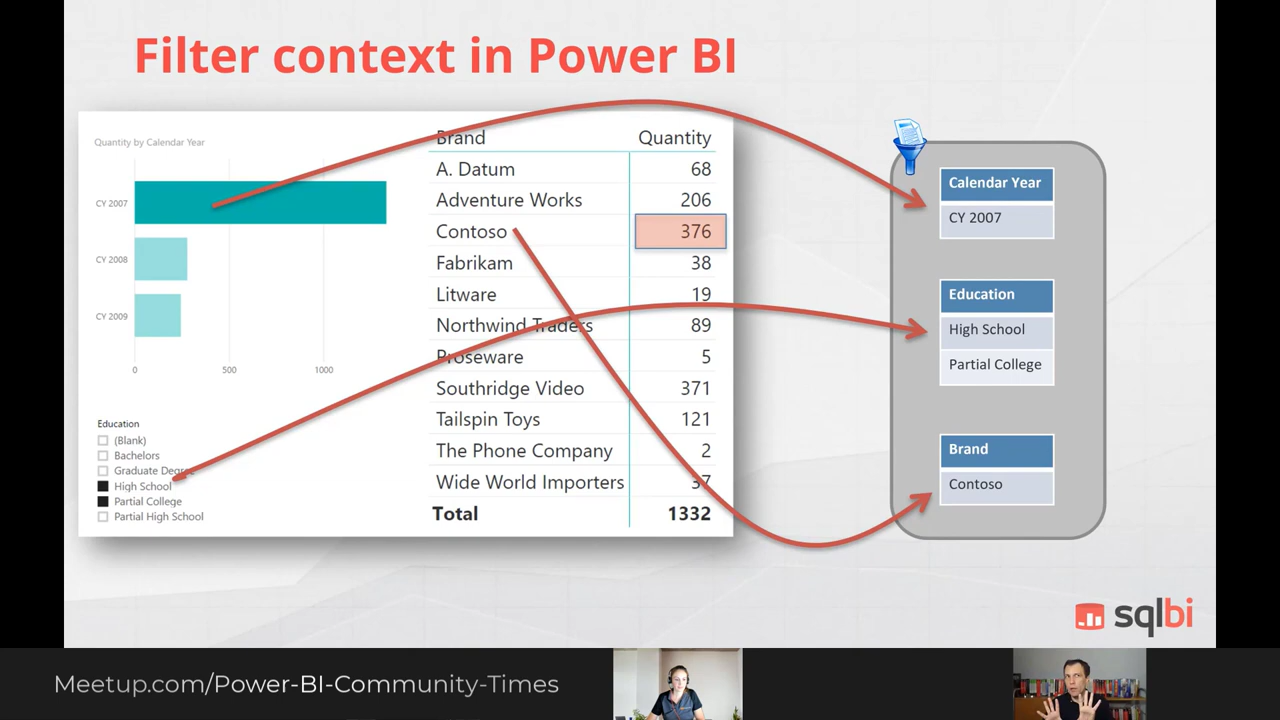 Filter context in Power BI
Quantity by Calendar Year
CY 2007
CY 2008
CY 2009
0 500 1000
Education
(Blank)
Bachelors
Graduate Degree
High School
Partial College
Partial High School
Brand Quantity
A. Datum 68
Adventure Works 206
Contoso 376
Fabrikam 38
Litware 19
Northwind Traders 89
Proseware 5
Southridge Video 371
Tailspin Toys 121
The Phone Company 2
Wide World Importers 37
Total 1332
Calendar Year
CY 2007
Education
High School
Partial College
Brand
Contoso
sqlbi
Meetup.com/Power-BI-Community-Times